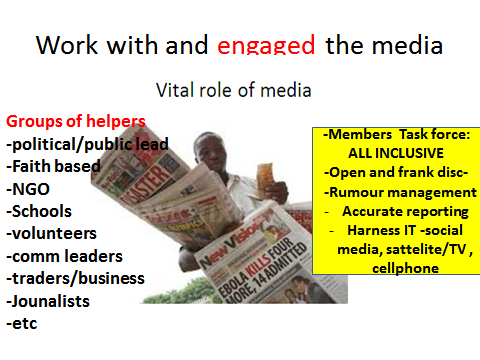 Work with and engaged the media
Vital role of media
Groups of helpers
-political/public lead
-Faith based
-NGO
-Schools
-volunteers
-comm leaders
-traders/business
-Jounalists
-etc
-Members Task force:
ALL INCLUSIVE
-Open and frank disc-
-Rumour management
- Accurate reporting
- Harness IT -social
media, sattelite/TV ,
cellphone
DISASTER
New Vision
EBOLA KILLS FOUR
MORE, 14 ADMITTED